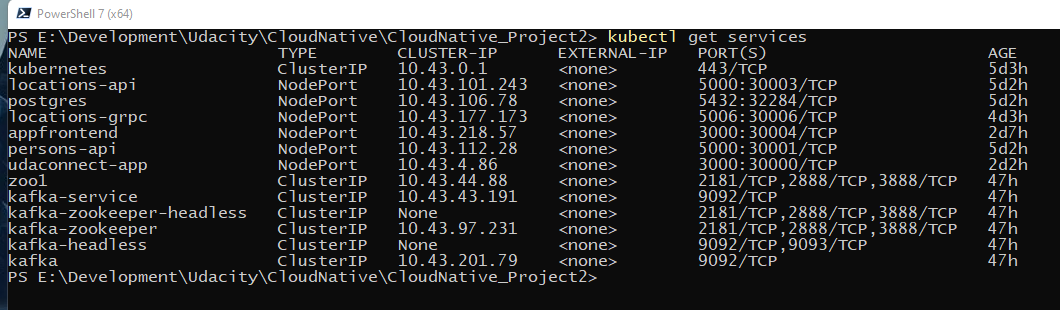 PowerShell 7 (x64)
PS E:\Development\Udacity\CloudNative\CloudNative_Project2> kubectl get services
NAME TYPE CLUSTER-IP EXTERNAL-IP PORT(S) AGE
kubernetes ClusterIP 10.43.0.1 <none> 443/TCP 5d3h
locations-api NodePort 10.43.101.243 <none> 5000:30003/TCP 5d2h
postgres NodePort 10.43.106.78 <none> 5432:32284/TCP 5d2h
locations-grpc NodePort 10.43.177.173 <none> 5006:30006/TCP 4d3h
appfrontend NodePort 10.43.218.57 <none> 3000:30004/TCP 2d7h
persons-api NodePort 10.43.112.28 <none> 5000:30001/TCP 5d2h
udaconnect-app NodePort 10.43.4.86 <none> 3000:30000/TCP 2d2h
zoo1 ClusterIP 10.43.44.88 <none> 2181/TCP,2888/TCP,3888/TCP 47h
kafka-service ClusterIP 10.43.43.191 <none> 9092/TCP 47h
kafka-zookeeper-headless ClusterIP None <none> 2181/TCP,2888/TCP,3888/TCP 47h
kafka-zookeeper ClusterIP 10.43.97.231 <none> 2181/TCP,2888/TCP,3888/TCP 47h
kafka-headless ClusterIP None <none> 9092/TCP,9093/TCP 47h
kafka ClusterIP 10.43.201.79 <none> 9092/TCP 47h
PS E:\Development\Udacity\CloudNative\CloudNative_Project2>